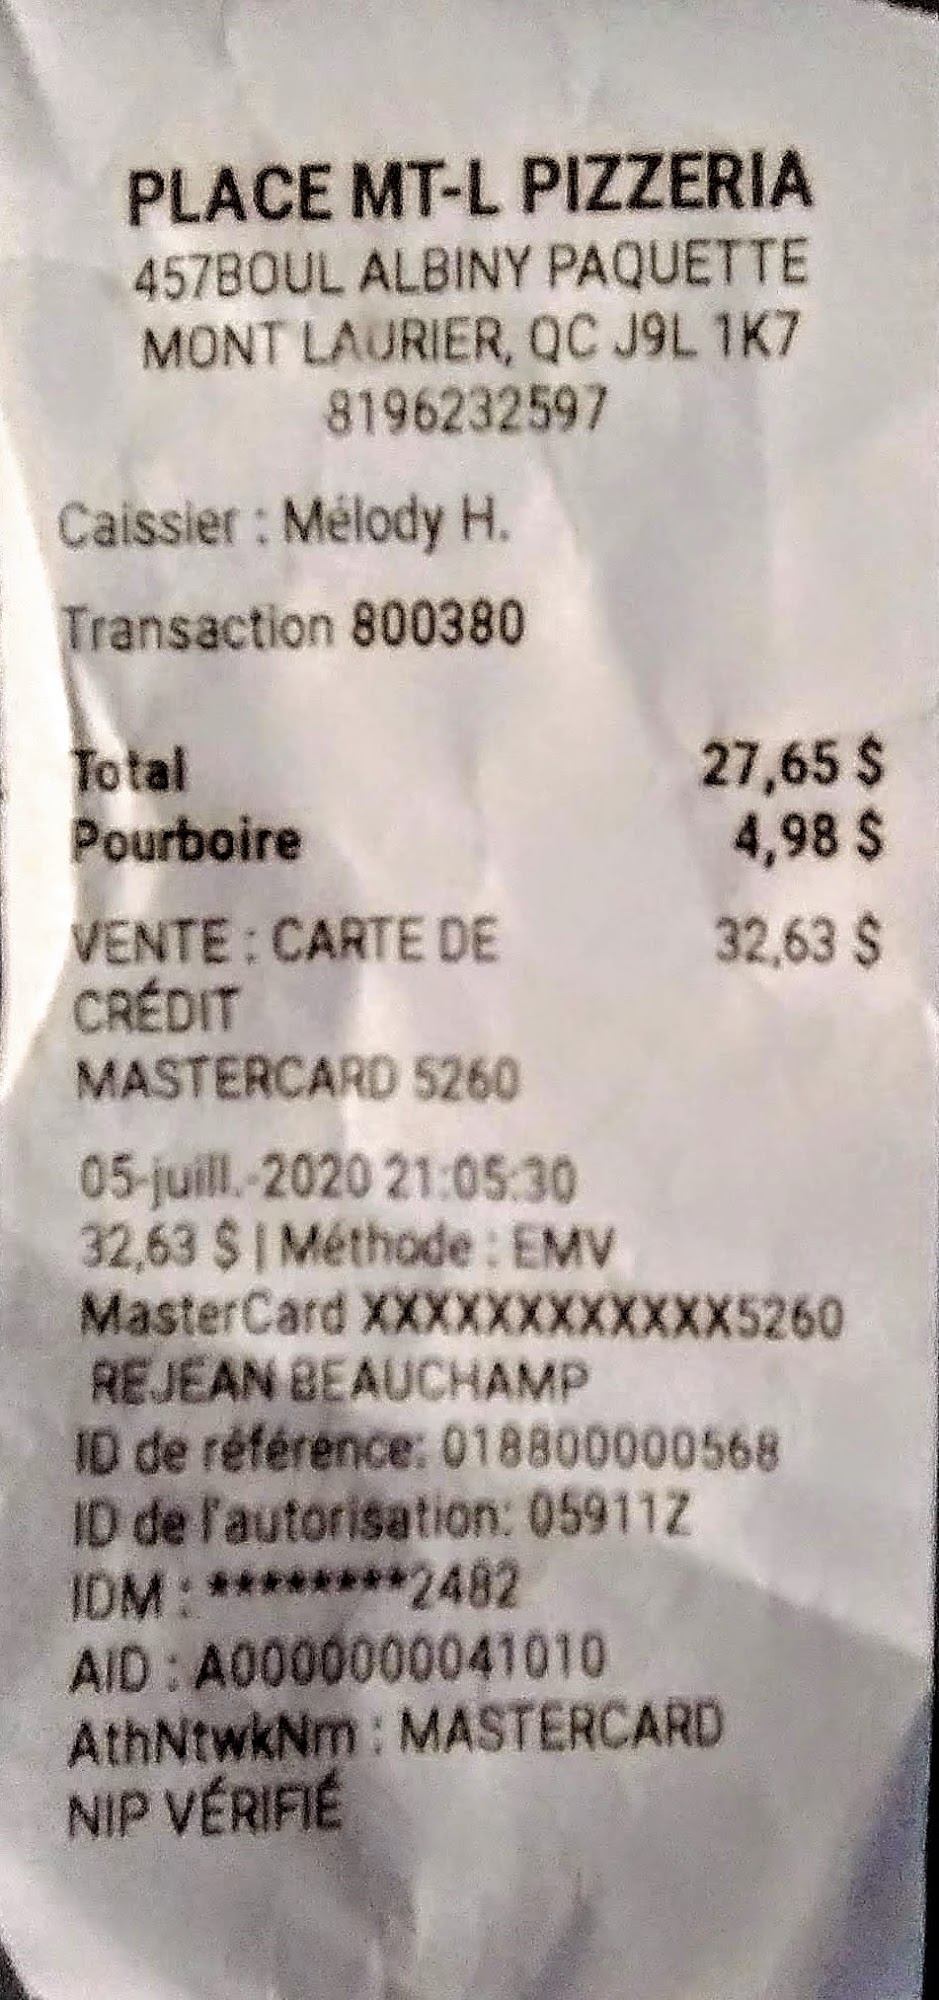 PLACE MT-L PIZZERIA
457BOUL ALBINY PAQUETTE
MONT LAURIER, QC J9L 1K7
8196232597
Caissier : Mélody H.
Transaction 800380
Total 27,65 $
Pourboire 4,98 $
VENTE : CARTE DE 32,63 $
CRÉDIT
MASTERCARD 5260
05-juill.-2020 21:05:30
32,63 $ | Méthode : EMV
MasterCard XXXXXXXXXXXX5260
REJEAN BEAUCHAMP
ID de référence: 018800000568
ID de l'autorisation: 05911Z
IDM : ********2482
AID : A0000000041010
AthNtwkNm : MASTERCARD
NIP VÉRIFIÉ